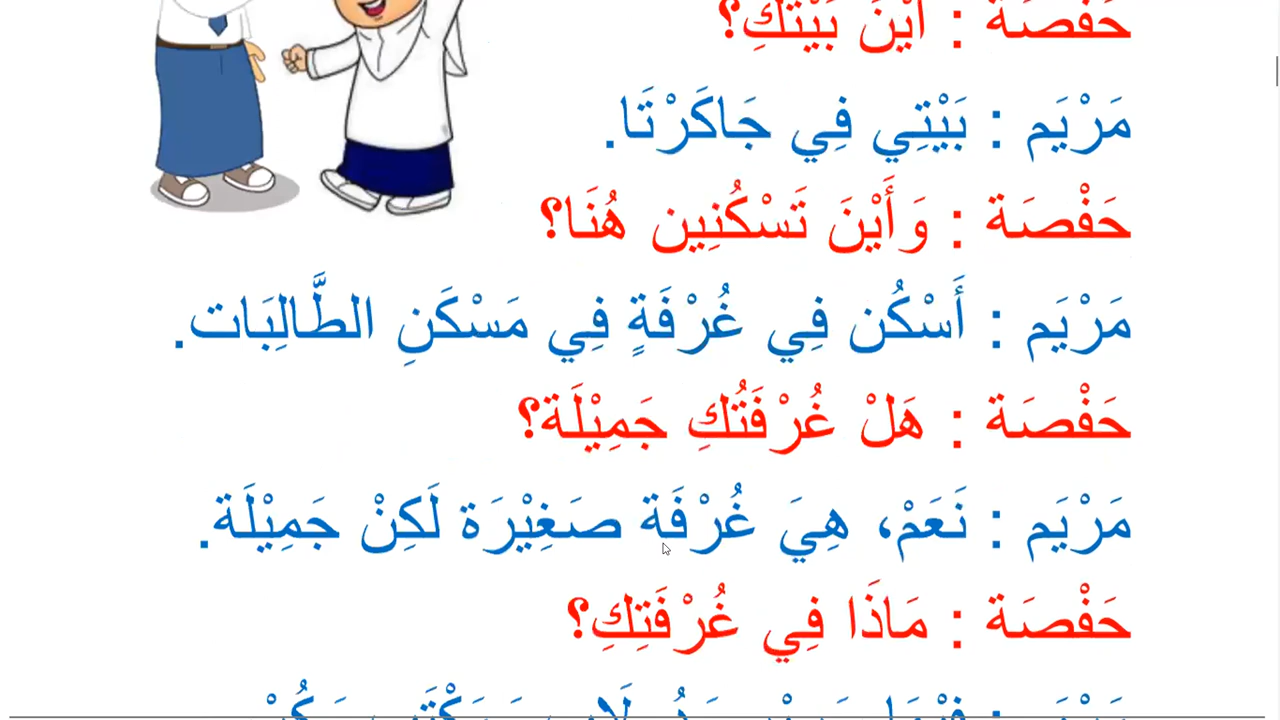 حَفْصَة : أَيْنَ بَيْتُكِ؟
مَرْيَم : بَيْتِي فِي جَاكَرْتَا.
حَفْصَة : وَأَيْنَ تَسْكُنِين هُنَا؟
مَرْيَم : أَسْكُن فِي غُرْفَةٍ فِي مَسْكَنِ الطَّالِبَات.
حَفْصَة : هَلْ غُرْفَتُكِ جَمِيْلَة؟
مَرْيَم : نَعَمْ، هِيَ غُرْفَة صَغِيْرَة لَكِنْ جَمِيْلَة.
حَفْصَة : مَاذَا فِي غُرْفَتِكِ؟